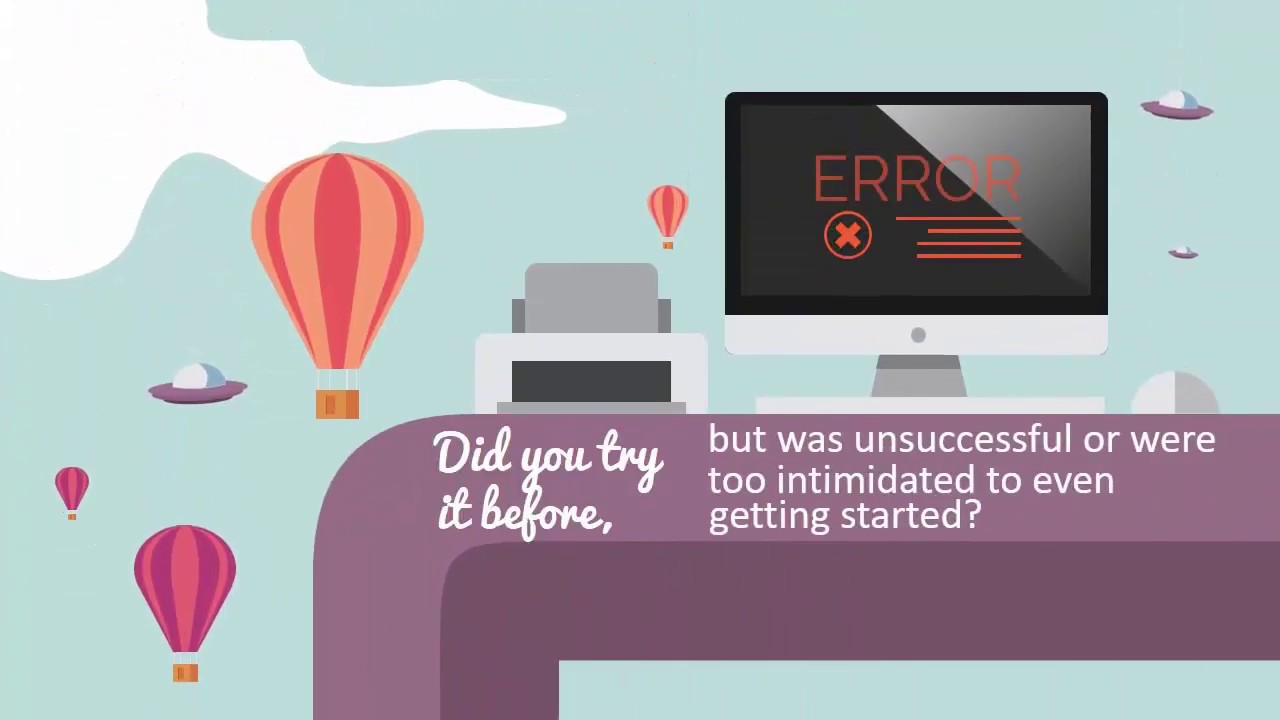 ERROR
Did you try
it before,
but was unsuccessful or were
too intimidated to even
getting started?